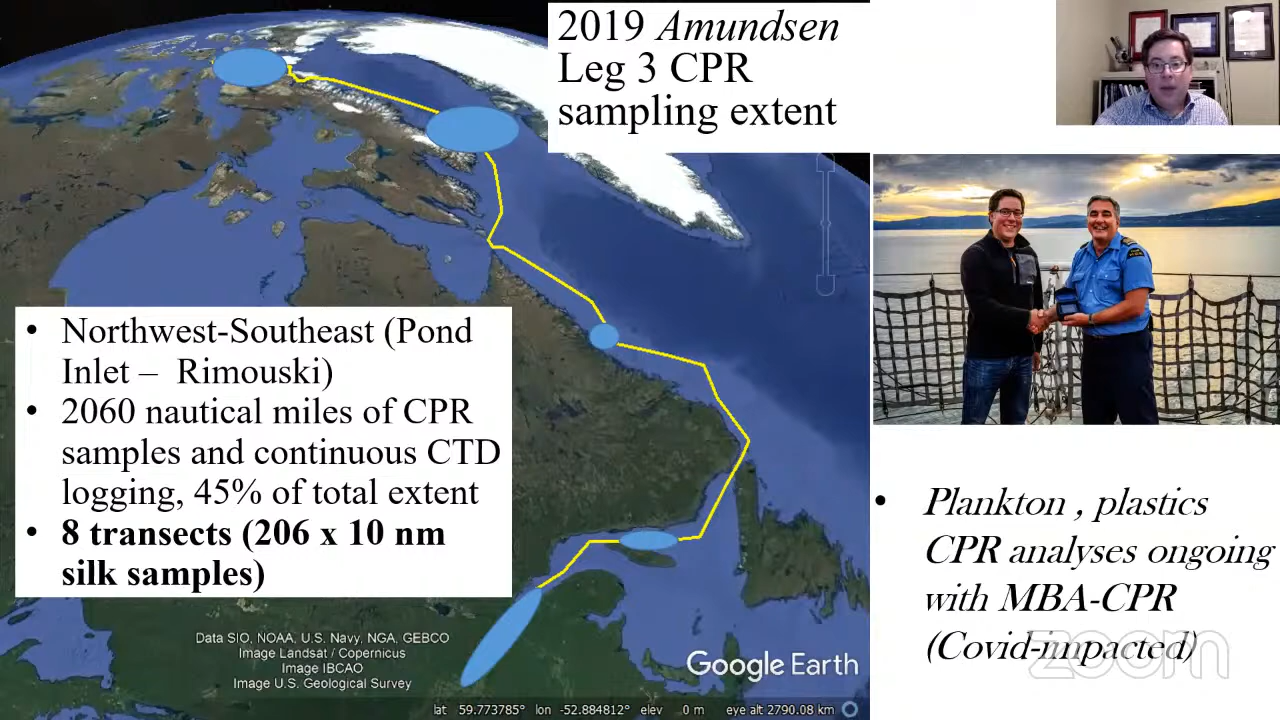 2019 Amundsen
Leg 3 CPR
sampling extent
• Northwest-Southeast (Pond
Inlet – Rimouski)
• 2060 nautical miles of CPR
samples and continuous CTD
logging, 45% of total extent
• 8 transects (206 x 10 nm
silk samples)
Data SIO, NOAA, U.S. Navy, NGA, GEBCO
Image Landsat / Copernicus
Image IBCAO
Image U.S. Geological Survey
Google Earth
lat 59.773785° lon -52.884812° elev 0 m eye alt 2790.08 km
• Plankton , plastics
CPR analyses ongoing
with MBA-CPR
(Covid-impacted)
zoom